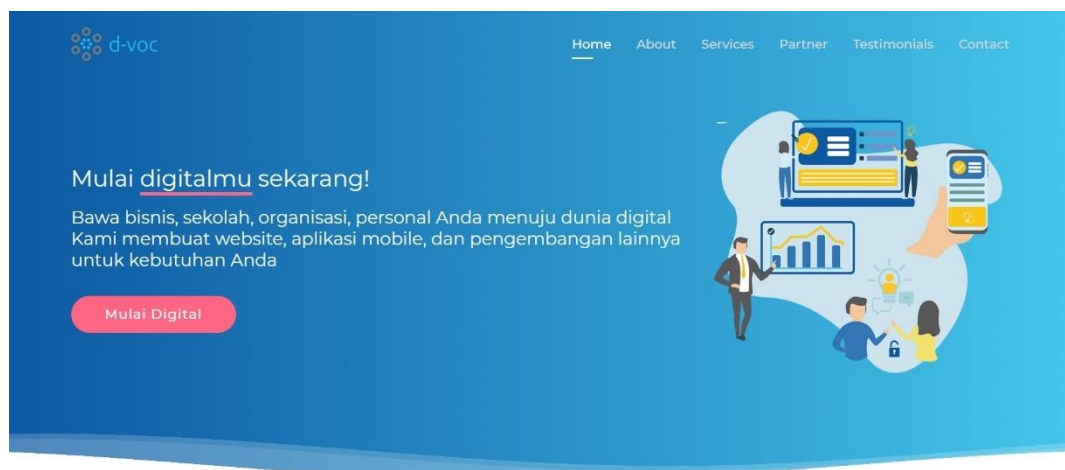 d-voc
Home About Services Partner Testimonials Contact
Mulai digitalmu sekarang!
Bawa bisnis, sekolah, organisasi, personal Anda menuju dunia digital
Kami membuat website, aplikasi mobile, dan pengembangan lainnya
untuk kebutuhan Anda
Mulai Digital